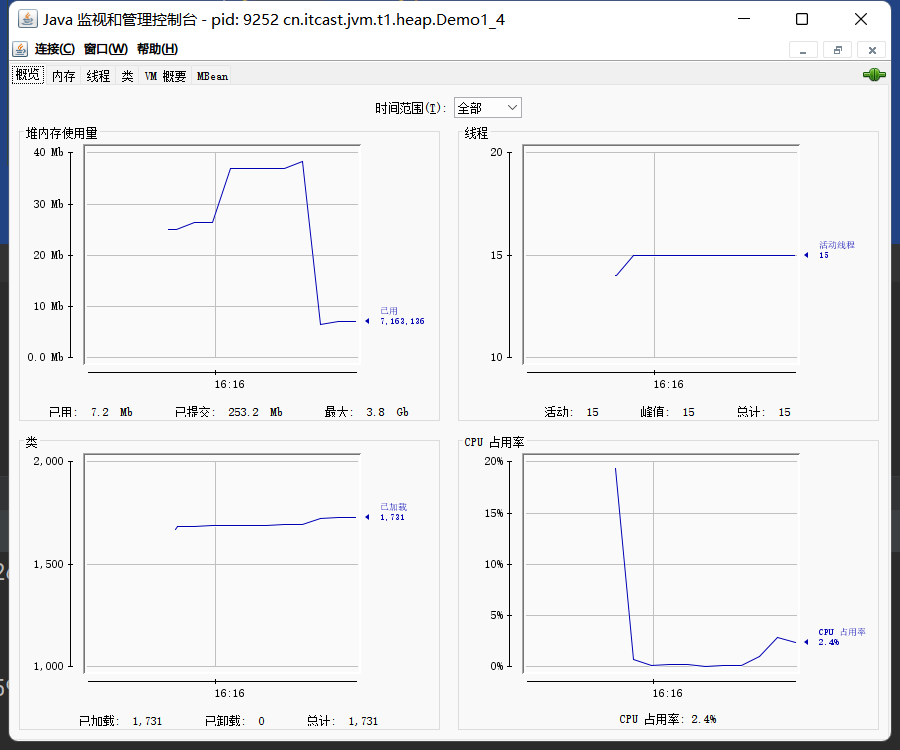 Java 监视和管理控制台 - pid: 9252 cn.itcast.jvm.t1.heap.Demo1_4
连接(C) 窗口(W) 帮助(H)
概览 内存 线程 类 VM 概要 MBean
时间范围(T): 全部
堆内存使用量
40 Mb
30 Mb
20 Mb
10 Mb
0.0 Mb
已用
7,163,136
16:16
已用: 7.2 Mb 已提交: 253.2 Mb 最大: 3.8 Gb
线程
20
15
10
活动线程
15
16:16
活动: 15 峰值: 15 总计: 15
类
2,000
1,500
1,000
已加载
1,731
16:16
已加载: 1,731 已卸载: 0 总计: 1,731
CPU 占用率
20%
15%
10%
5%
0%
CPU 占用率
2.4%
16:16
CPU 占用率: 2.4%